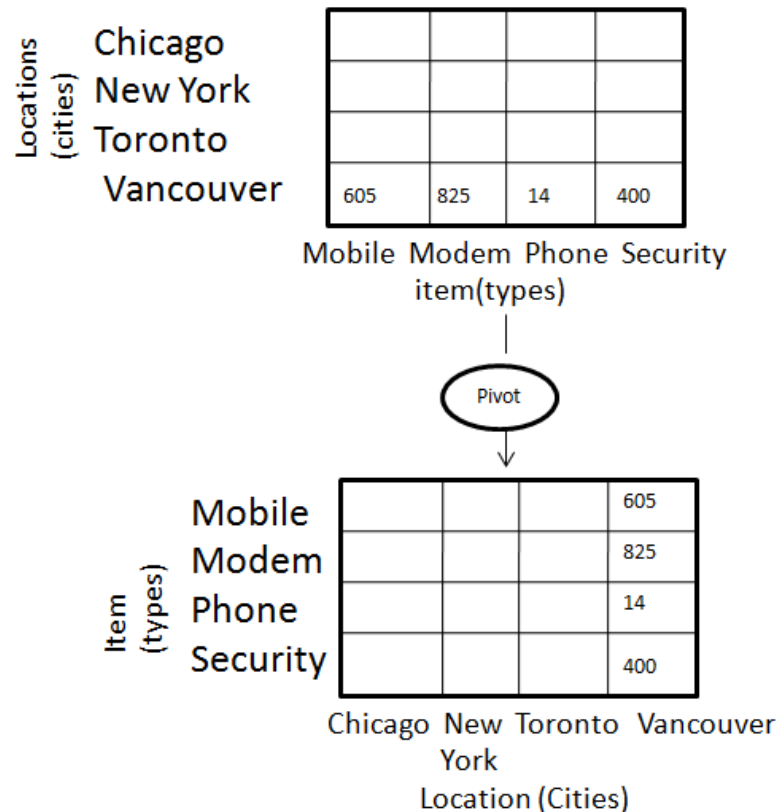 Locations
(cities)
Chicago
New York
Toronto
Vancouver
605 825 14 400
Mobile Modem Phone Security
item(types)
Pivot
Item
(types)
Mobile
Modem
Phone
Security
605
825
14
400
Chicago New Toronto Vancouver
York
Location (Cities)